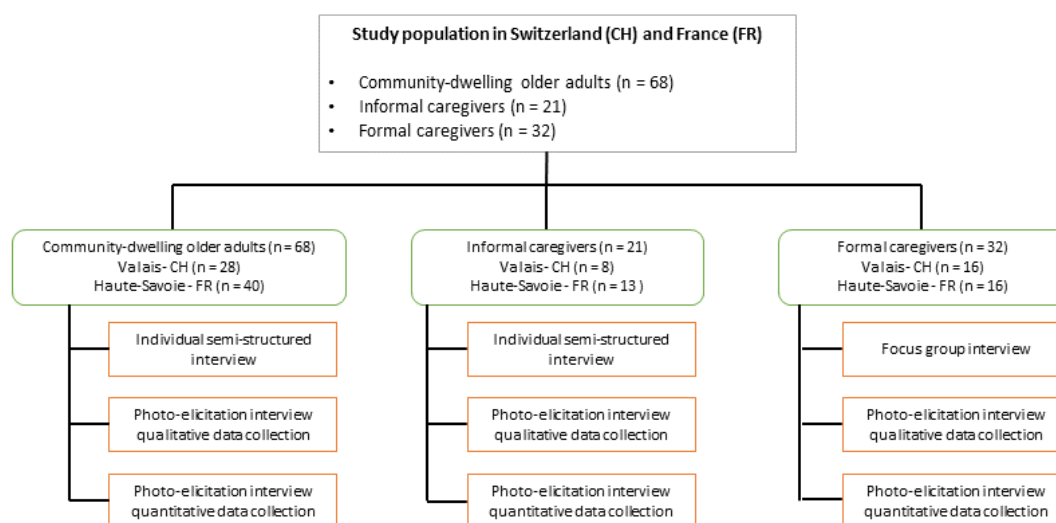 Study population in Switzerland (CH) and France (FR)
• Community-dwelling older adults (n = 68)
• Informal caregivers (n = 21)
• Formal caregivers (n = 32)
Community-dwelling older adults (n = 68)
Valais- CH (n = 28)
Haute-Savoie - FR (n = 40)
Individual semi-structured
interview
Photo-elicitation interview
qualitative data collection
Photo-elicitation interview
quantitative data collection
Informal caregivers (n = 21)
Valais- CH (n = 8)
Haute-Savoie - FR (n = 13 )
Individual semi-structured
interview
Photo-elicitation interview
qualitative data collection
Photo-elicitation interview
quantitative data collection
Formal caregivers (n = 32)
Valais- CH (n = 16)
Haute-Savoie - FR (n = 16)
Focus group interview
Photo-elicitation interview
qualitative data collection
Photo-elicitation interview
quantitative data collection